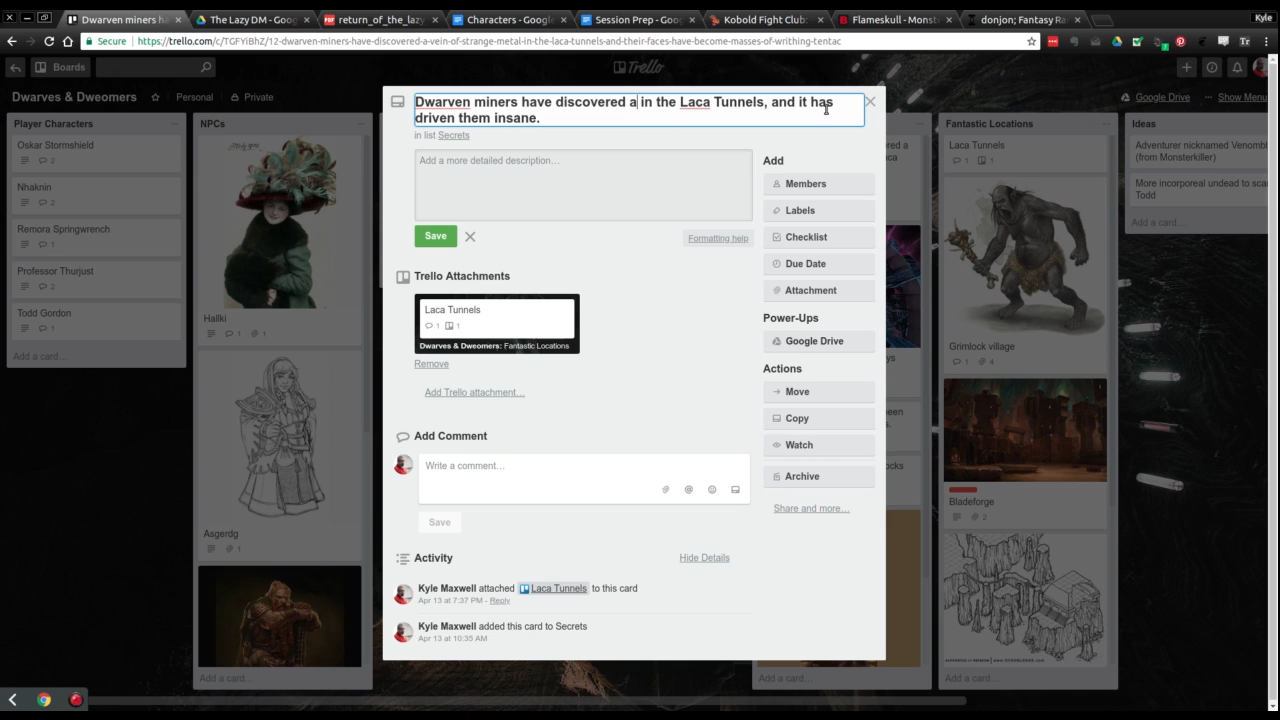 Dwarven miners ha
The Lazy DM - Goog
return_of_the_lazy
Characters - Google
Session Prep - Goog
Kobold Fight Club:
Flameskull - Monst
donjon; Fantasy Ra
Kyle
Secure
https://trello.com/c/TGFYiBhZ/12-dwarven-miners-have-discovered-a-vein-of-strange-metal-in-the-laca-tunnels-and-their-faces-have-become-masses-of-writhing-tentac
Boards
Trello
Dwarves & Dweomers
Personal
Private
Google Drive
Show Menu
Player Characters
Oskar Stormshield
2
Nhaknin
2
Remora Springwrench
1
Professor Thurjust
2
Todd Gordon
1
Add a card...
NPCs
Hallki
1 1
Asgerdg
1
Add a card...
Dwarven miners have discovered a in the Laca Tunnels, and it has
driven them insane.
in list Secrets
Add a more detailed description…
Save
Formatting help
Trello Attachments
Laca Tunnels
1 1
Dwarves & Dweomers: Fantastic Locations
Remove
Add Trello attachment…
Add Comment
Write a comment…
Save
Activity
Hide Details
Kyle Maxwell attached Laca Tunnels to this card
Apr 13 at 7:37 PM - Reply
Kyle Maxwell added this card to Secrets
Apr 13 at 10:35 AM
Add
Members
Labels
Checklist
Due Date
Attachment
Power-Ups
Google Drive
Actions
Move
Copy
Watch
Archive
Share and more…
Add a card...
Fantastic Locations
Laca Tunnels
1 1
Grimlock village
1 4
Bladeforge
2
Add a card...
Ideas
Adventurer nicknamed Venombl
(from Monsterkiller)
More incorporeal undead to scar
Todd
Add a card...